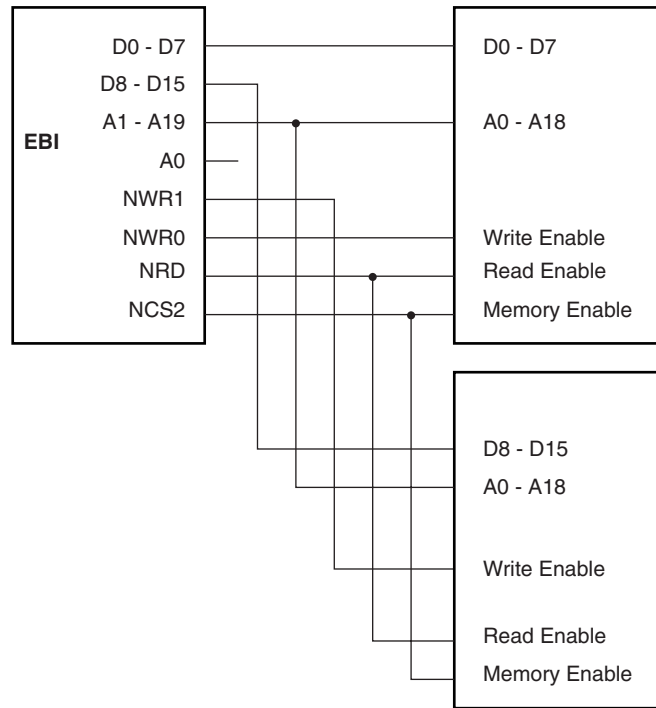 D0 - D7
D8 - D15
A1 - A19
EBI
A0
NWR1
NWR0
NRD
NCS2
D0 - D7
A0 - A18
Write Enable
Read Enable
Memory Enable
D8 - D15
A0 - A18
Write Enable
Read Enable
Memory Enable